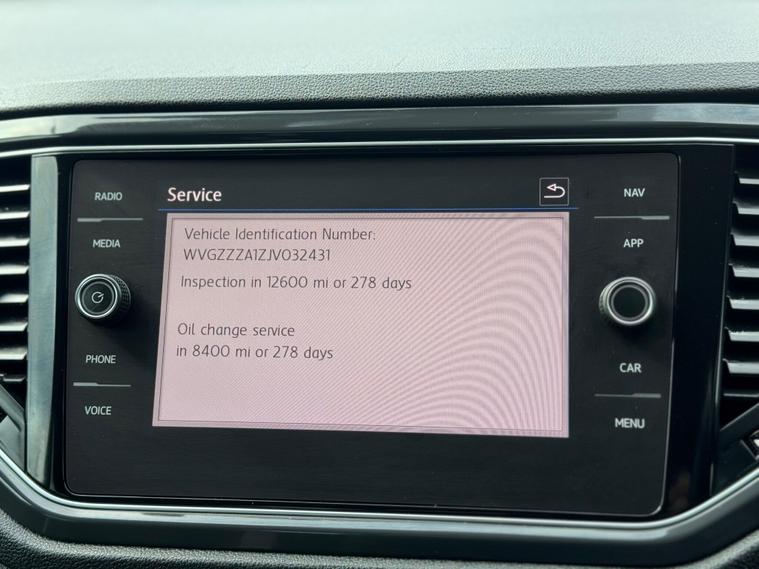 RADIO
MEDIA
PHONE
VOICE
Service
Vehicle Identification Number:
WVGZZZA1ZJV032431
Inspection in 12600 mi or 278 days
Oil change service
in 8400 mi or 278 days
NAV
APP
CAR
MENU